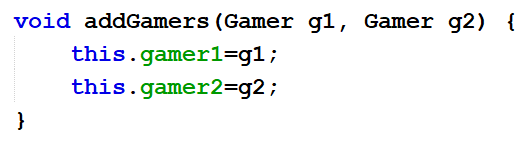 void addGamers(Gamer g1, Gamer g2) {
    this.gamer1=g1;
    this.gamer2=g2;
}